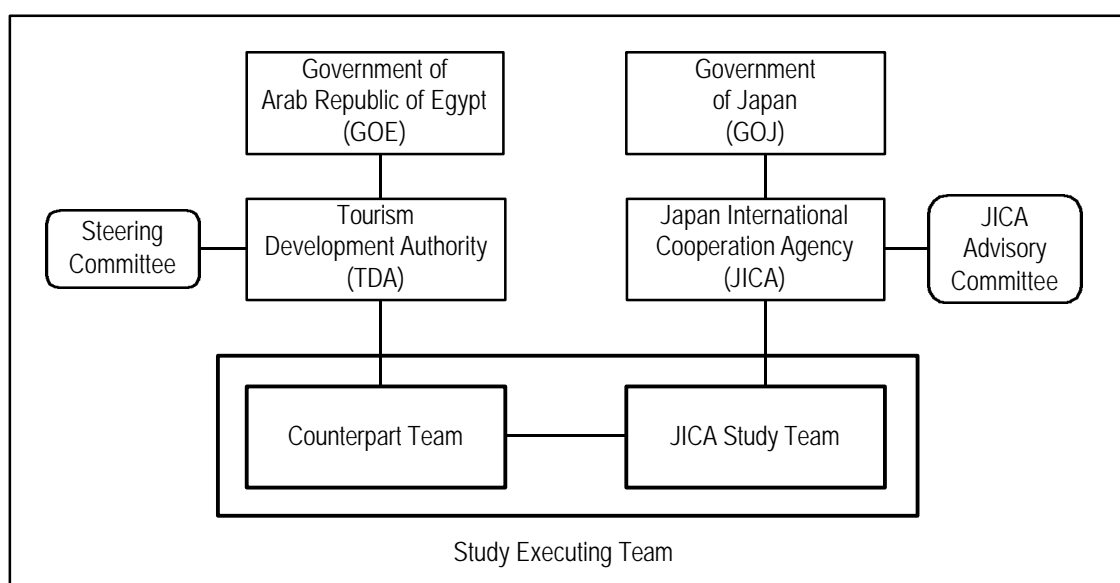 Government of
Arab Republic of Egypt
(GOE)
Government
of Japan
(GOJ)
Steering
Committee
Tourism
Development Authority
(TDA)
Japan International
Cooperation Agency
(JICA)
JICA
Advisory
Committee
Counterpart Team
JICA Study Team
Study Executing Team